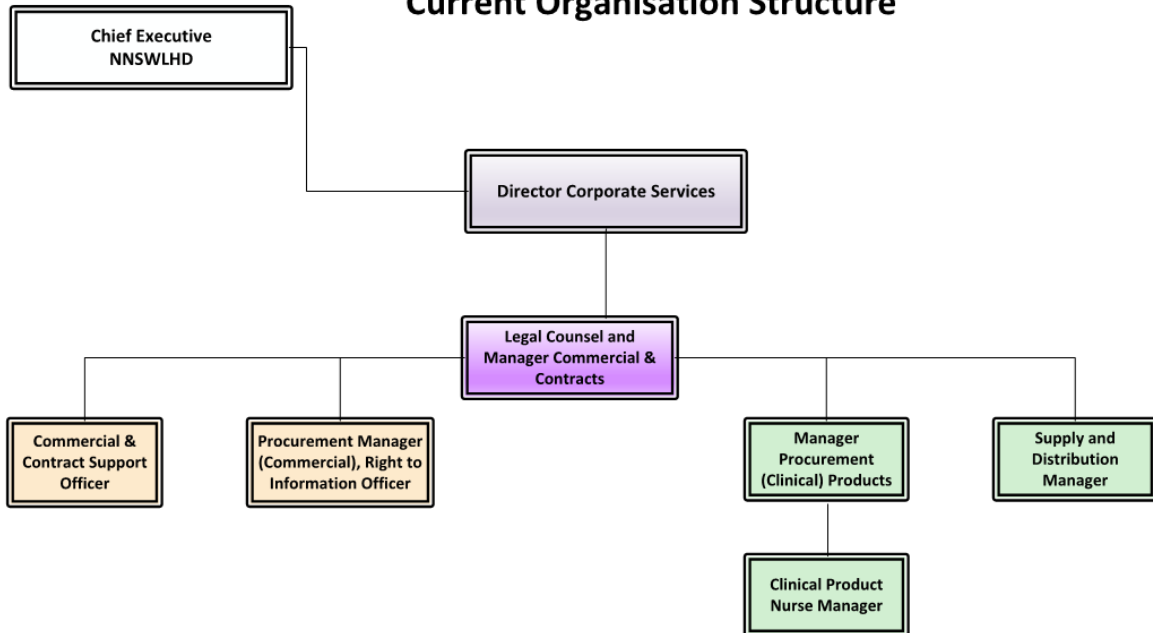 Current Organisation Structure
Chief Executive
NNSWLHD
Director Corporate Services
Legal Counsel and
Manager Commercial &
Contracts
Commercial &
Contract Support
Officer
Procurement Manager
(Commercial), Right to
Information Officer
Manager
Procurement
(Clinical) Products
Supply and
Distribution
Manager
Clinical Product
Nurse Manager